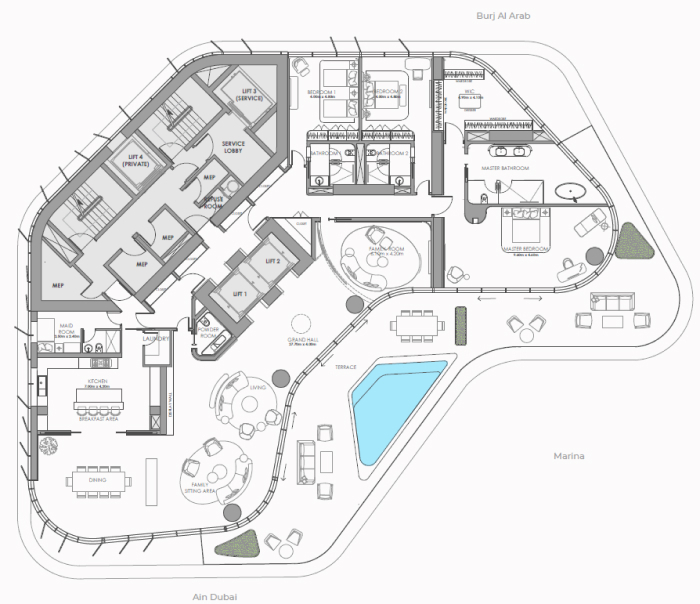 Burj Al Arab
LIFT 3
(SERVICE)
BEDROOM 1
BEDROOM 2
WIC
SERVICE
LOBBY
LIFT 4
(PRIVATE)
BATHROOM 1
BATHROOM 2
MASTER BATHROOM
MEP
REFUSE
ROOM
MEP
MEP
MEP
FAMILY ROOM
MASTER BEDROOM
LIFT 2
LIFT 1
MAID
ROOM
LAUNDRY
POWDER
ROOM
GRAND HALL
TERRACE
KITCHEN
BREAKFAST AREA
LIVING
DINING
FAMILY
SITTING AREA
Marina
Ain Dubai